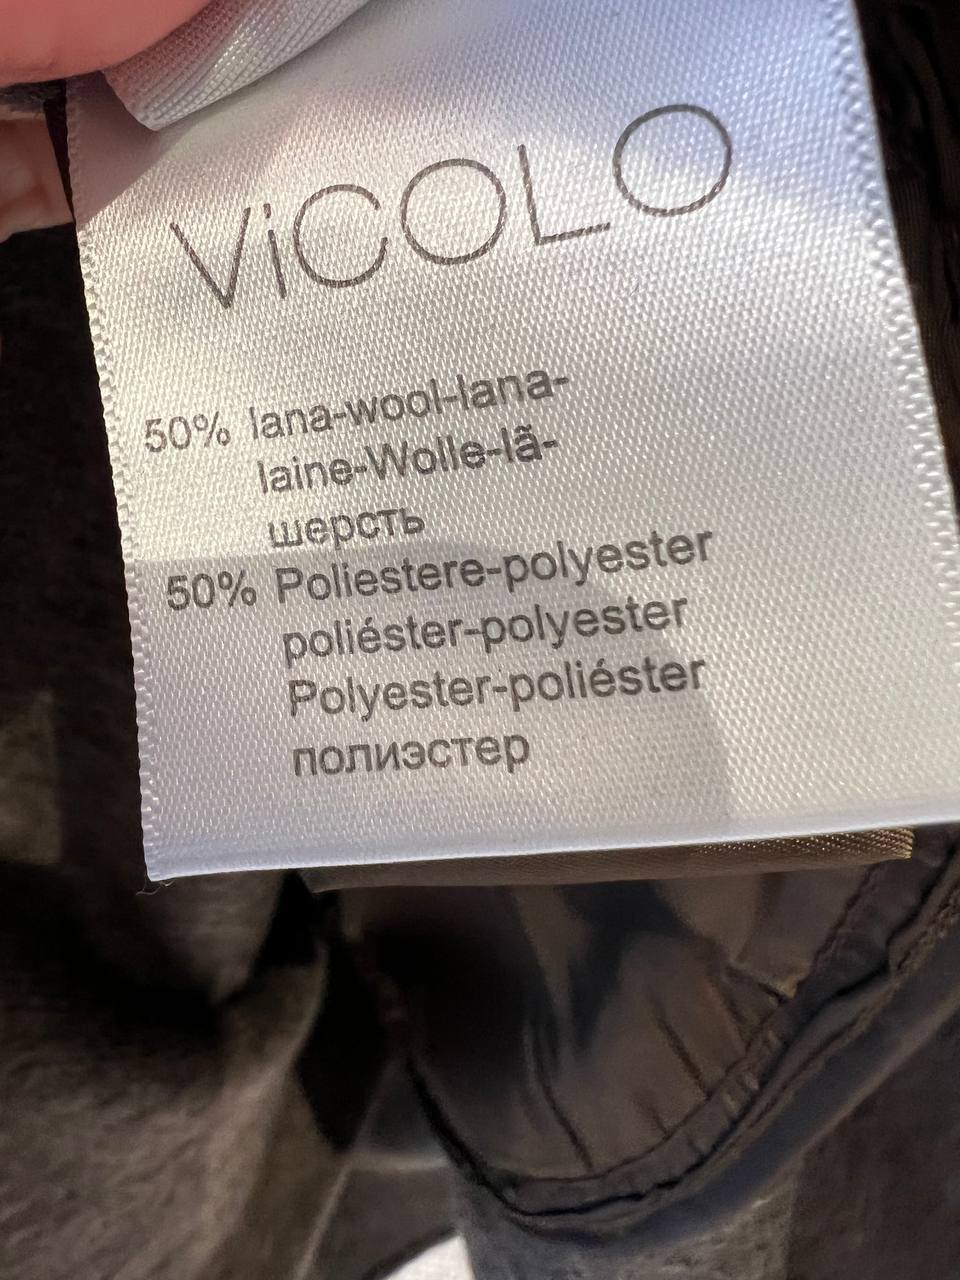 ViCOLO
50% lana-wool-lana-
laine-Wolle-lã-
шерсть
50% Poliestere-polyester
poliéster-polyester
Polyester-poliéster
полиэстер